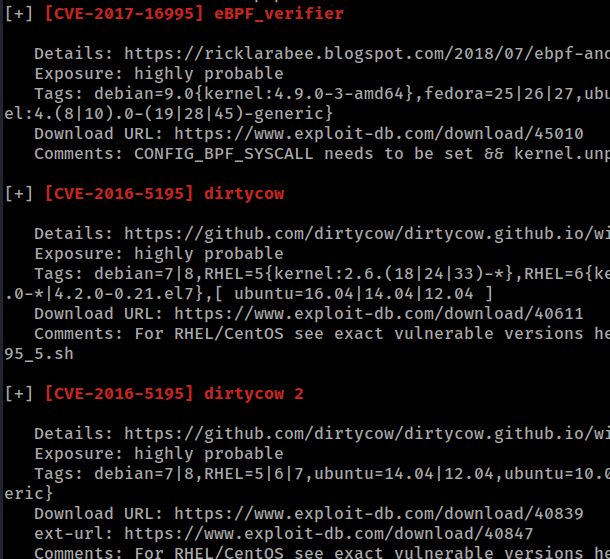 [+] [CVE-2017-16995] eBPF_verifier
Details: https://ricklarabee.blogspot.com/2018/07/ebpf-and
Exposure: highly probable
Tags: debian=9.0{kernel:4.9.0-3-amd64},fedora=25|26|27,ubu
el:4.(8|10).0-(19|28|45)-generic}
Download URL: https://www.exploit-db.com/download/45010
Comments: CONFIG_BPF_SYSCALL needs to be set && kernel.unp
[+] [CVE-2016-5195] dirtycow
Details: https://github.com/dirtycow/dirtycow.github.io/wi
Exposure: highly probable
Tags: debian=7|8,RHEL=5{kernel:2.6.(18|24|33)-*},RHEL=6{ke
.0-*|4.2.0-0.21.el7},[ ubuntu=16.04|14.04|12.04 ]
Download URL: https://www.exploit-db.com/download/40611
Comments: For RHEL/CentOS see exact vulnerable versions he
95_5.sh
[+] [CVE-2016-5195] dirtycow 2
Details: https://github.com/dirtycow/dirtycow.github.io/wi
Exposure: highly probable
Tags: debian=7|8,RHEL=5|6|7,ubuntu=14.04|12.04,ubuntu=10.0
eric}
Download URL: https://www.exploit-db.com/download/40839
ext-url: https://www.exploit-db.com/download/40847
Comments: For RHEL/CentOS see exact vulnerable versions he